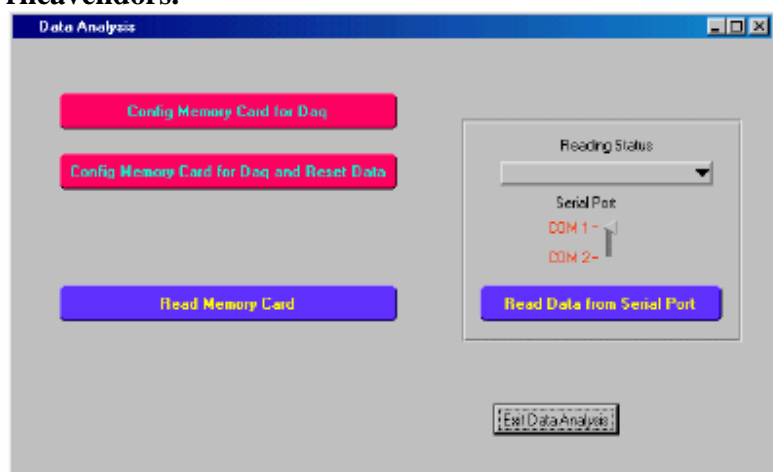 rheavendors.
Data Analysis
Config Memory Card for Daq
Config Memory Card for Daq and Reset Data
Read Memory Card
Reading Status
Serial Port
COM 1 -
COM 2-
Read Data from Serial Port
Exit Data Analysis